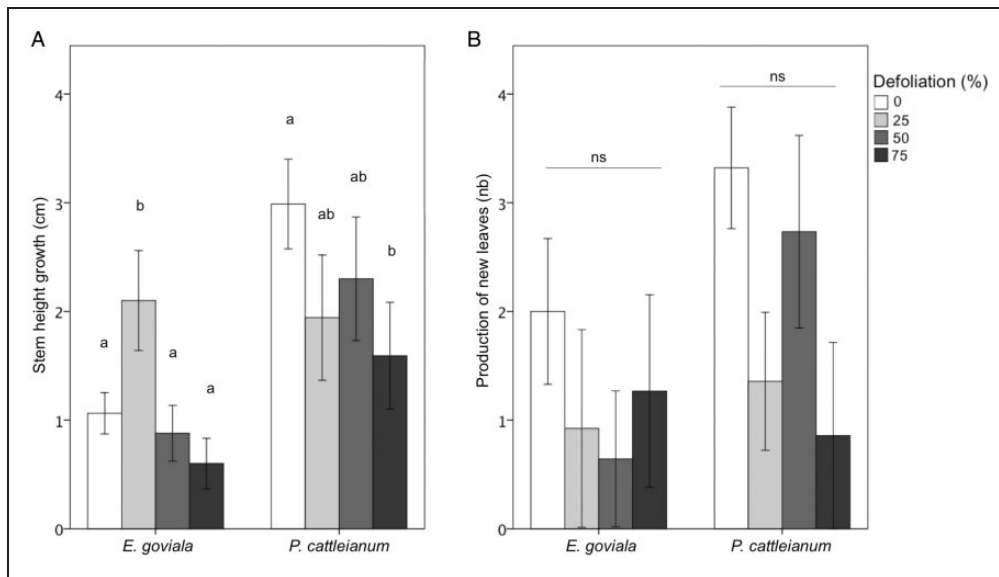 A
Stem height growth (cm)
4
3
2
1
0
a
b
a
a
a
ab
ab
b
E. goviala
P. cattleianum
B
Production of new leaves (nb)
4
3
2
1
0
ns
ns
E. goviala
P. cattleianum
Defoliation (%)
0
25
50
75